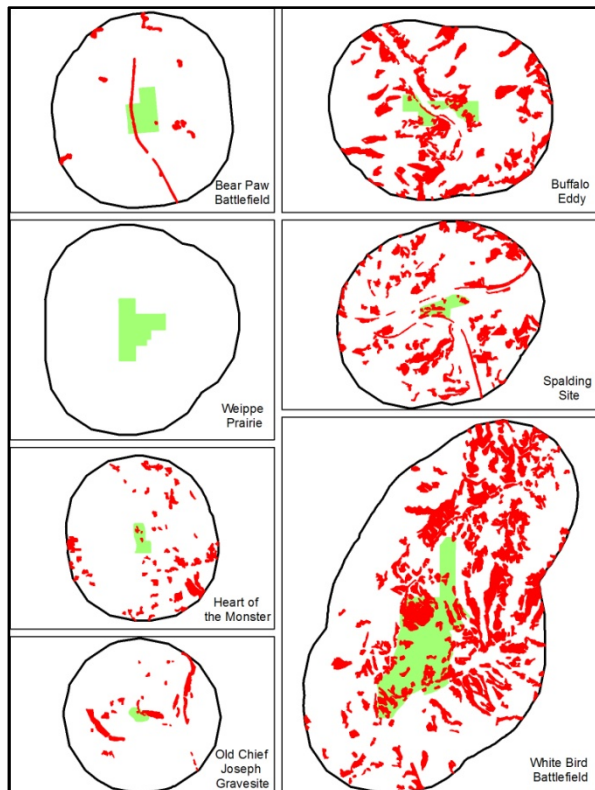 Bear Paw
Battlefield
Buffalo
Eddy
Weippe
Prairie
Spalding
Site
Heart of
the Monster
Old Chief
Joseph
Gravesite
White Bird
Battlefield